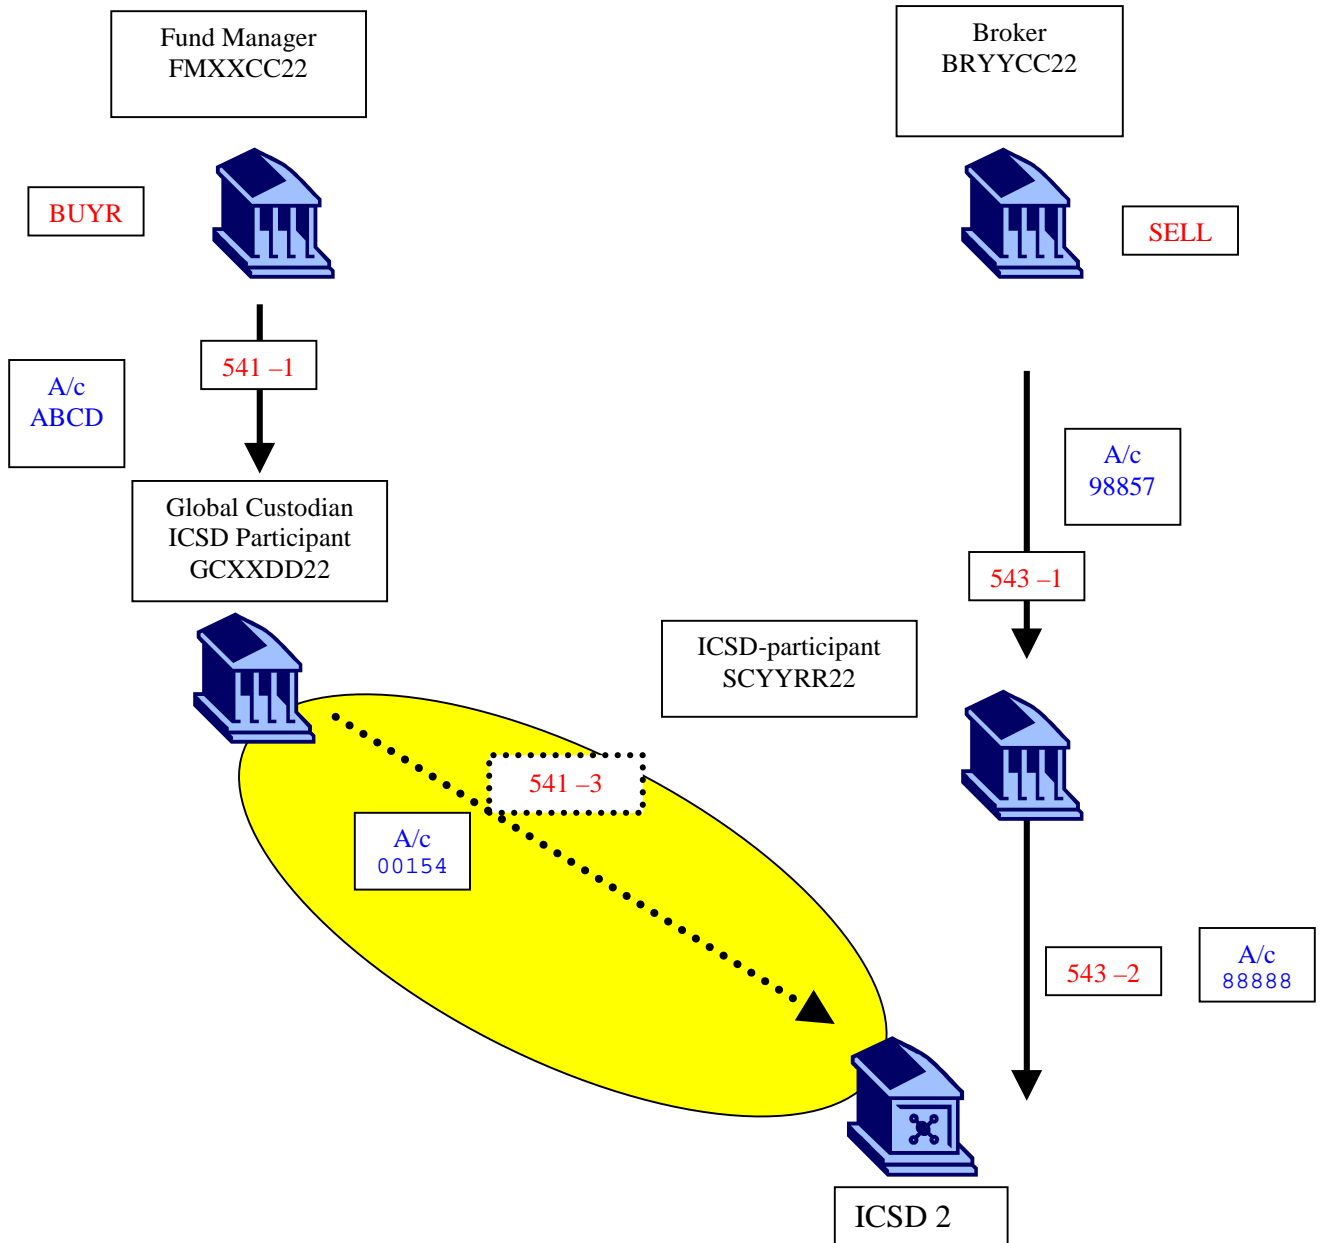 Fund Manager
FMXXCC22
Broker
BRYYCC22
BUYR
SELL
541 –1
A/c
ABCD
A/c
98857
Global Custodian
ICSD Participant
GCXXDD22
543 –1
ICSD-participant
SCYYRR22
541 –3
A/c
00154
543 –2
A/c
88888
ICSD 2